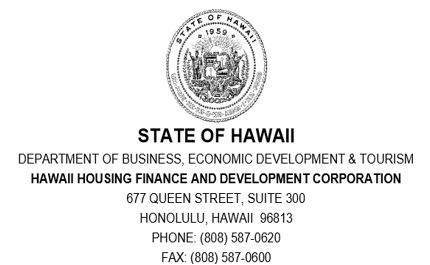 STATE OF HAWAII
1959
STATE OF HAWAII
DEPARTMENT OF BUSINESS, ECONOMIC DEVELOPMENT & TOURISM
HAWAII HOUSING FINANCE AND DEVELOPMENT CORPORATION
677 QUEEN STREET, SUITE 300
HONOLULU, HAWAII 96813
PHONE: (808) 587-0620
FAX: (808) 587-0600